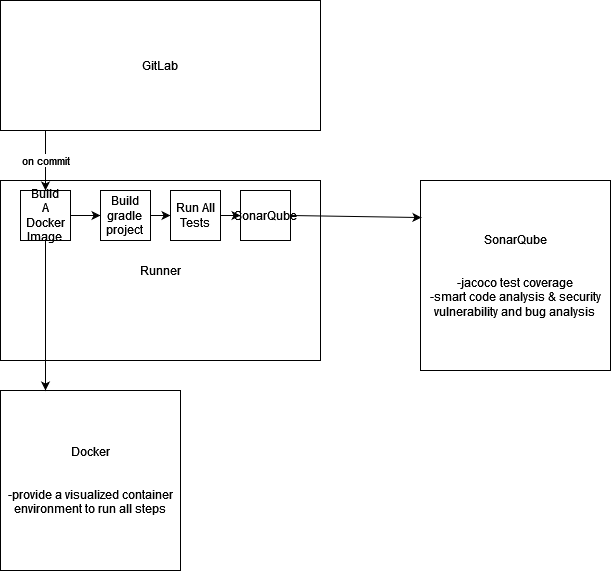 GitLab
on commit
Build
A
Docker
Image
Build
gradle
project
Run All
Tests
SonarQube
Runner
SonarQube
-jacoco test coverage
-smart code analysis & security
vulnerability and bug analysis
Docker
-provide a visualized container
environment to run all steps